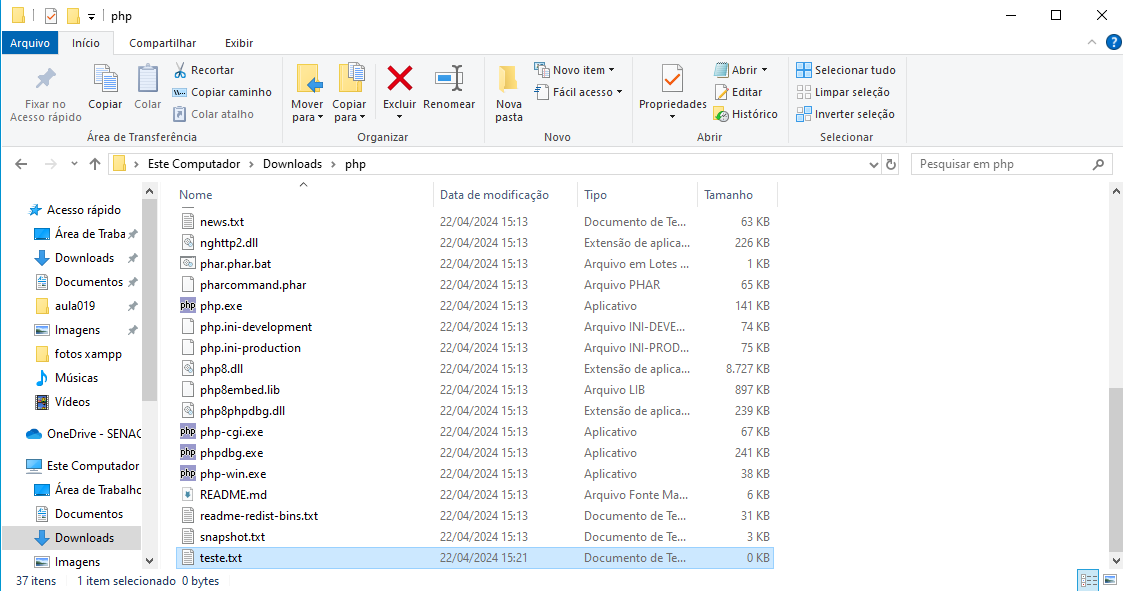 php
Arquivo Início Compartilhar Exibir
Fixar no Acesso rápido
Copiar
Colar
Recortar
Copiar caminho
Colar atalho
Área de Transferência
Mover para
Copiar para
Excluir
Renomear
Organizar
Nova pasta
Novo item
Fácil acesso
Novo
Propriedades
Abrir
Editar
Histórico
Abrir
Selecionar tudo
Limpar seleção
Inverter seleção
Selecionar
Este Computador > Downloads > php
Pesquisar em php
Acesso rápido
Área de Traba
Downloads
Documentos
aula019
Imagens
fotos xampp
Músicas
Vídeos
OneDrive - SENAC
Este Computador
Área de Trabalho
Documentos
Downloads
Imagens
Nome Data de modificação Tipo Tamanho
news.txt 22/04/2024 15:13 Documento de Te... 63 KB
nghttp2.dll 22/04/2024 15:13 Extensão de aplica... 226 KB
phar.phar.bat 22/04/2024 15:13 Arquivo em Lotes ... 1 KB
pharcommand.phar 22/04/2024 15:13 Arquivo PHAR 65 KB
php php.exe 22/04/2024 15:13 Aplicativo 141 KB
php.ini-development 22/04/2024 15:13 Arquivo INI-DEVE... 74 KB
php.ini-production 22/04/2024 15:13 Arquivo INI-PROD... 75 KB
php8.dll 22/04/2024 15:13 Extensão de aplica... 8.727 KB
php8embed.lib 22/04/2024 15:13 Arquivo LIB 897 KB
php8phpdbg.dll 22/04/2024 15:13 Extensão de aplica... 239 KB
php php-cgi.exe 22/04/2024 15:13 Aplicativo 67 KB
php phpdbg.exe 22/04/2024 15:13 Aplicativo 241 KB
php php-win.exe 22/04/2024 15:13 Aplicativo 38 KB
README.md 22/04/2024 15:13 Arquivo Fonte Ma... 6 KB
readme-redist-bins.txt 22/04/2024 15:13 Documento de Te... 31 KB
snapshot.txt 22/04/2024 15:13 Documento de Te... 3 KB
teste.txt 22/04/2024 15:21 Documento de Te... 0 KB
37 itens 1 item selecionado 0 bytes